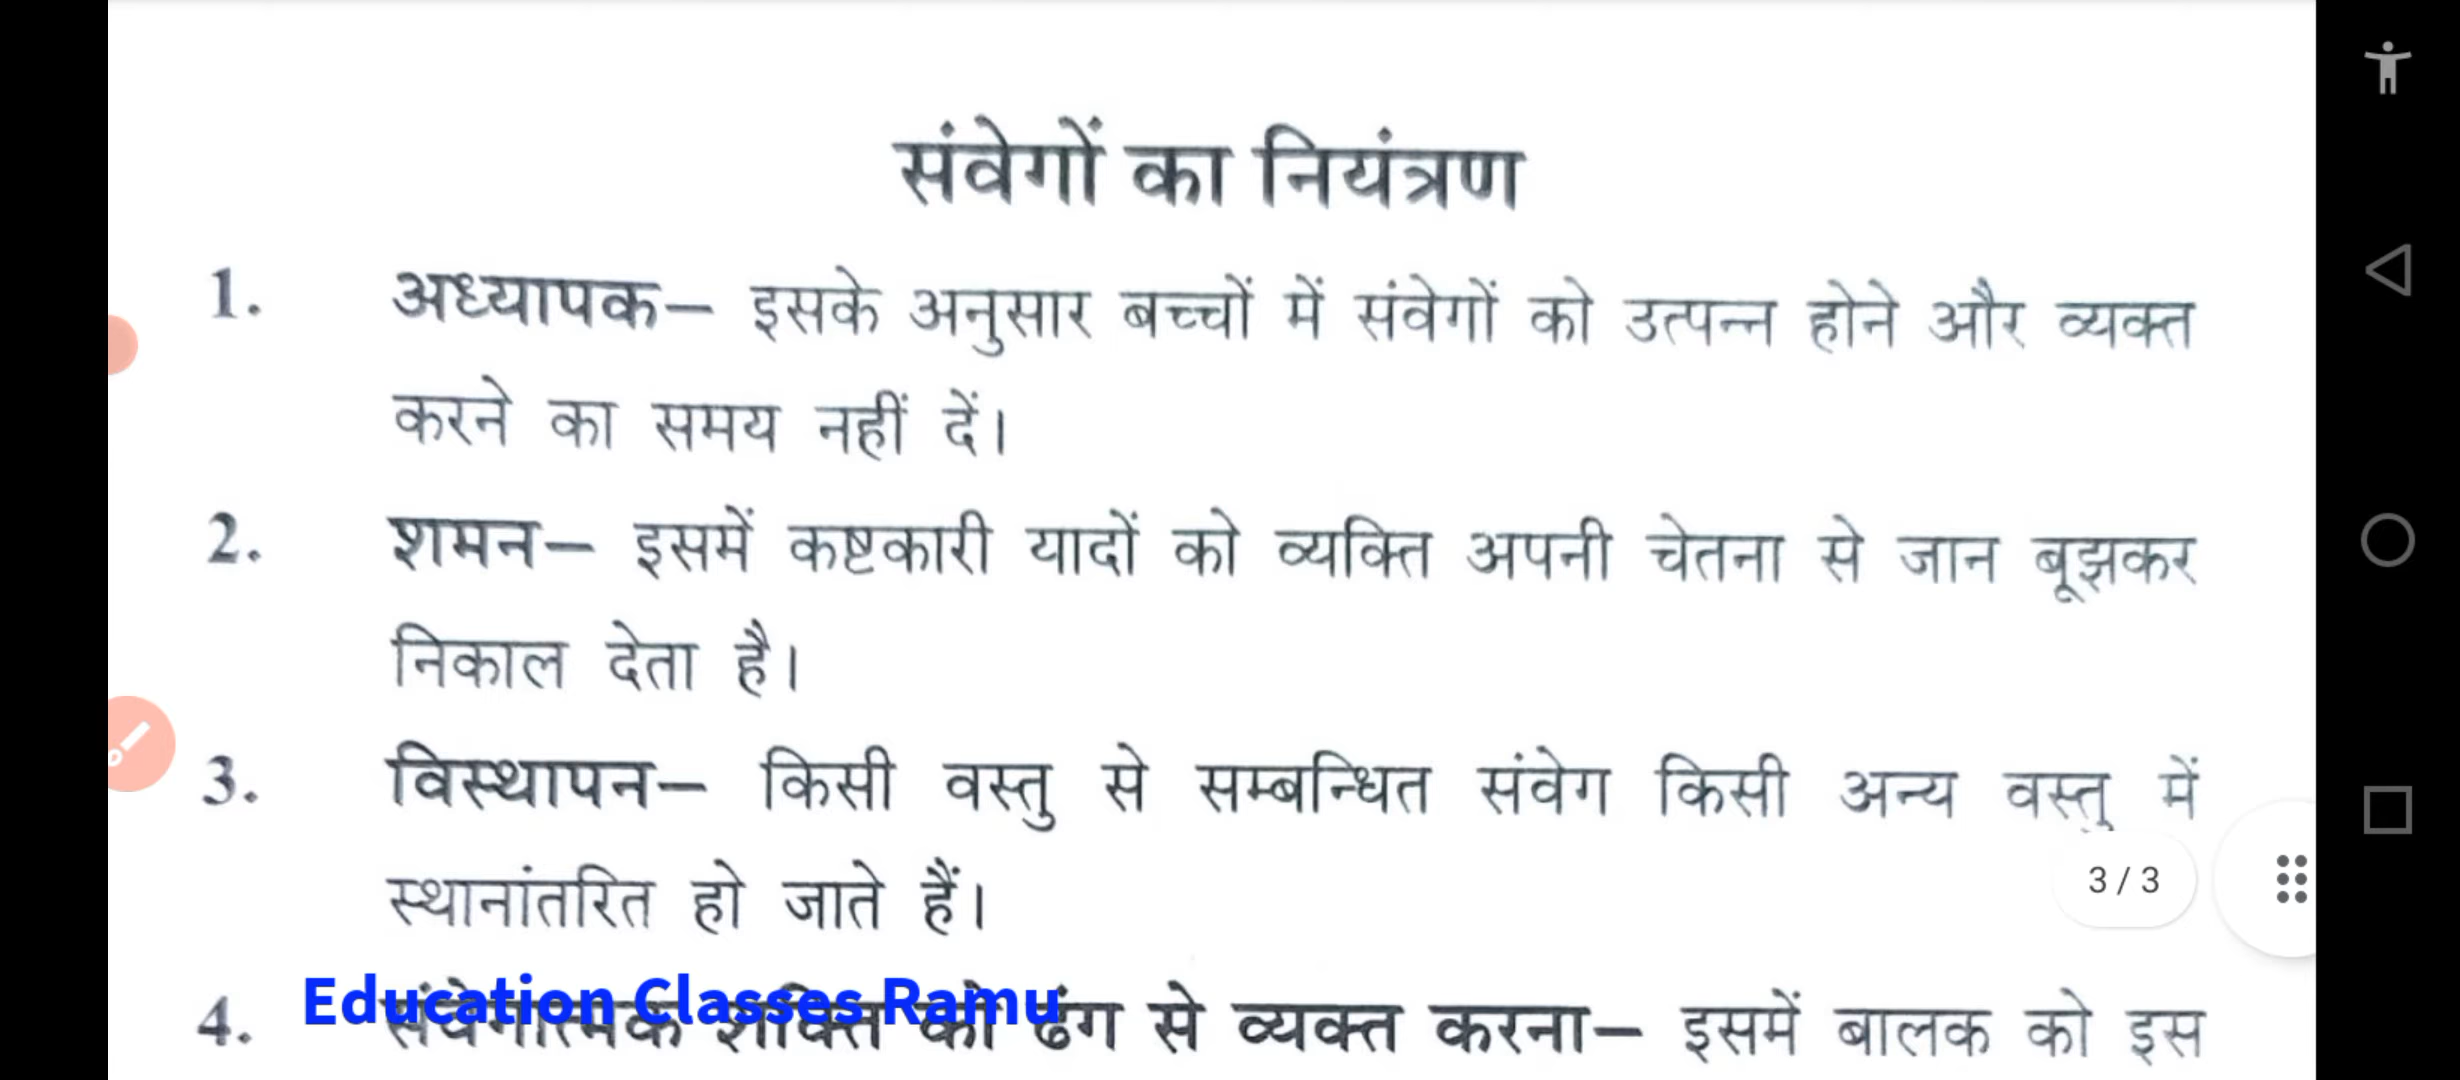 संवेगों का नियंत्रण
1. अध्यापक– इसके अनुसार बच्चों में संवेगों को उत्पन्न होने और व्यक्त
करने का समय नहीं दें।
2. शमन– इसमें कष्टकारी यादों को व्यक्ति अपनी चेतना से जान बूझकर
निकाल देता है।
3. विस्थापन– किसी वस्तु से सम्बन्धित संवेग किसी अन्य वस्तु में
स्थानांतरित हो जाते हैं।
3 / 3
4. संवेगात्मक शक्ति को ढंग से व्यक्त करना– इसमें बालक को इस
Education Classes Ramu